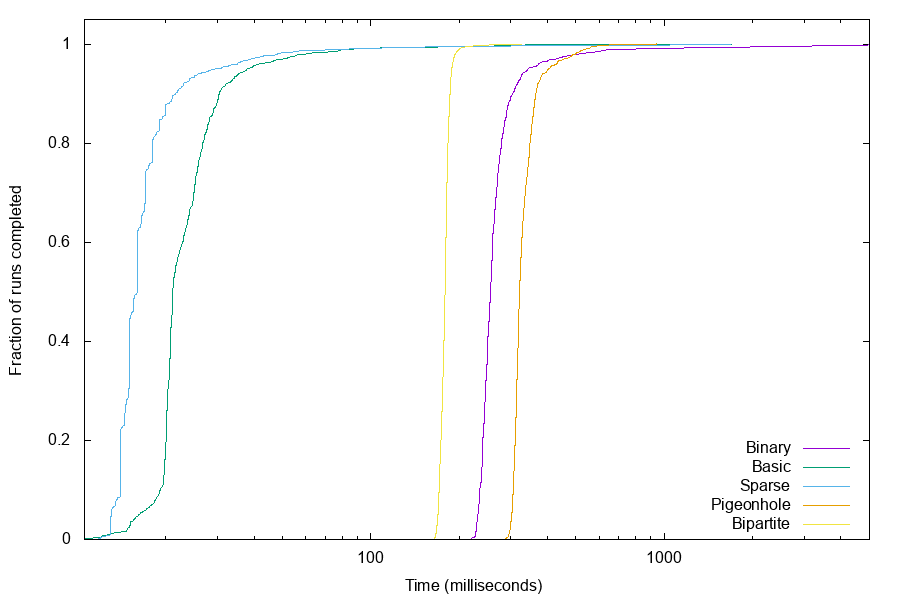 1
0.8
0.6
0.4
0.2
0
100
1000
Fraction of runs completed
Time (milliseconds)
Binary
Basic
Sparse
Pigeonhole
Bipartite